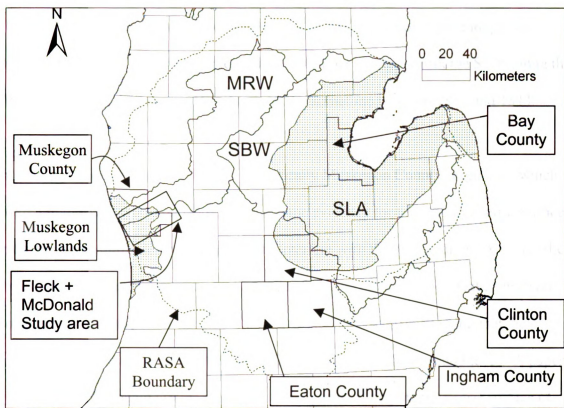 N
0 20 40
Kilometers
MRW
SBW
SLA
Bay
County
Muskegon
County
Muskegon
Lowlands
Fleck +
McDonald
Study area
RASA
Boundary
Eaton County
Ingham County
Clinton
County